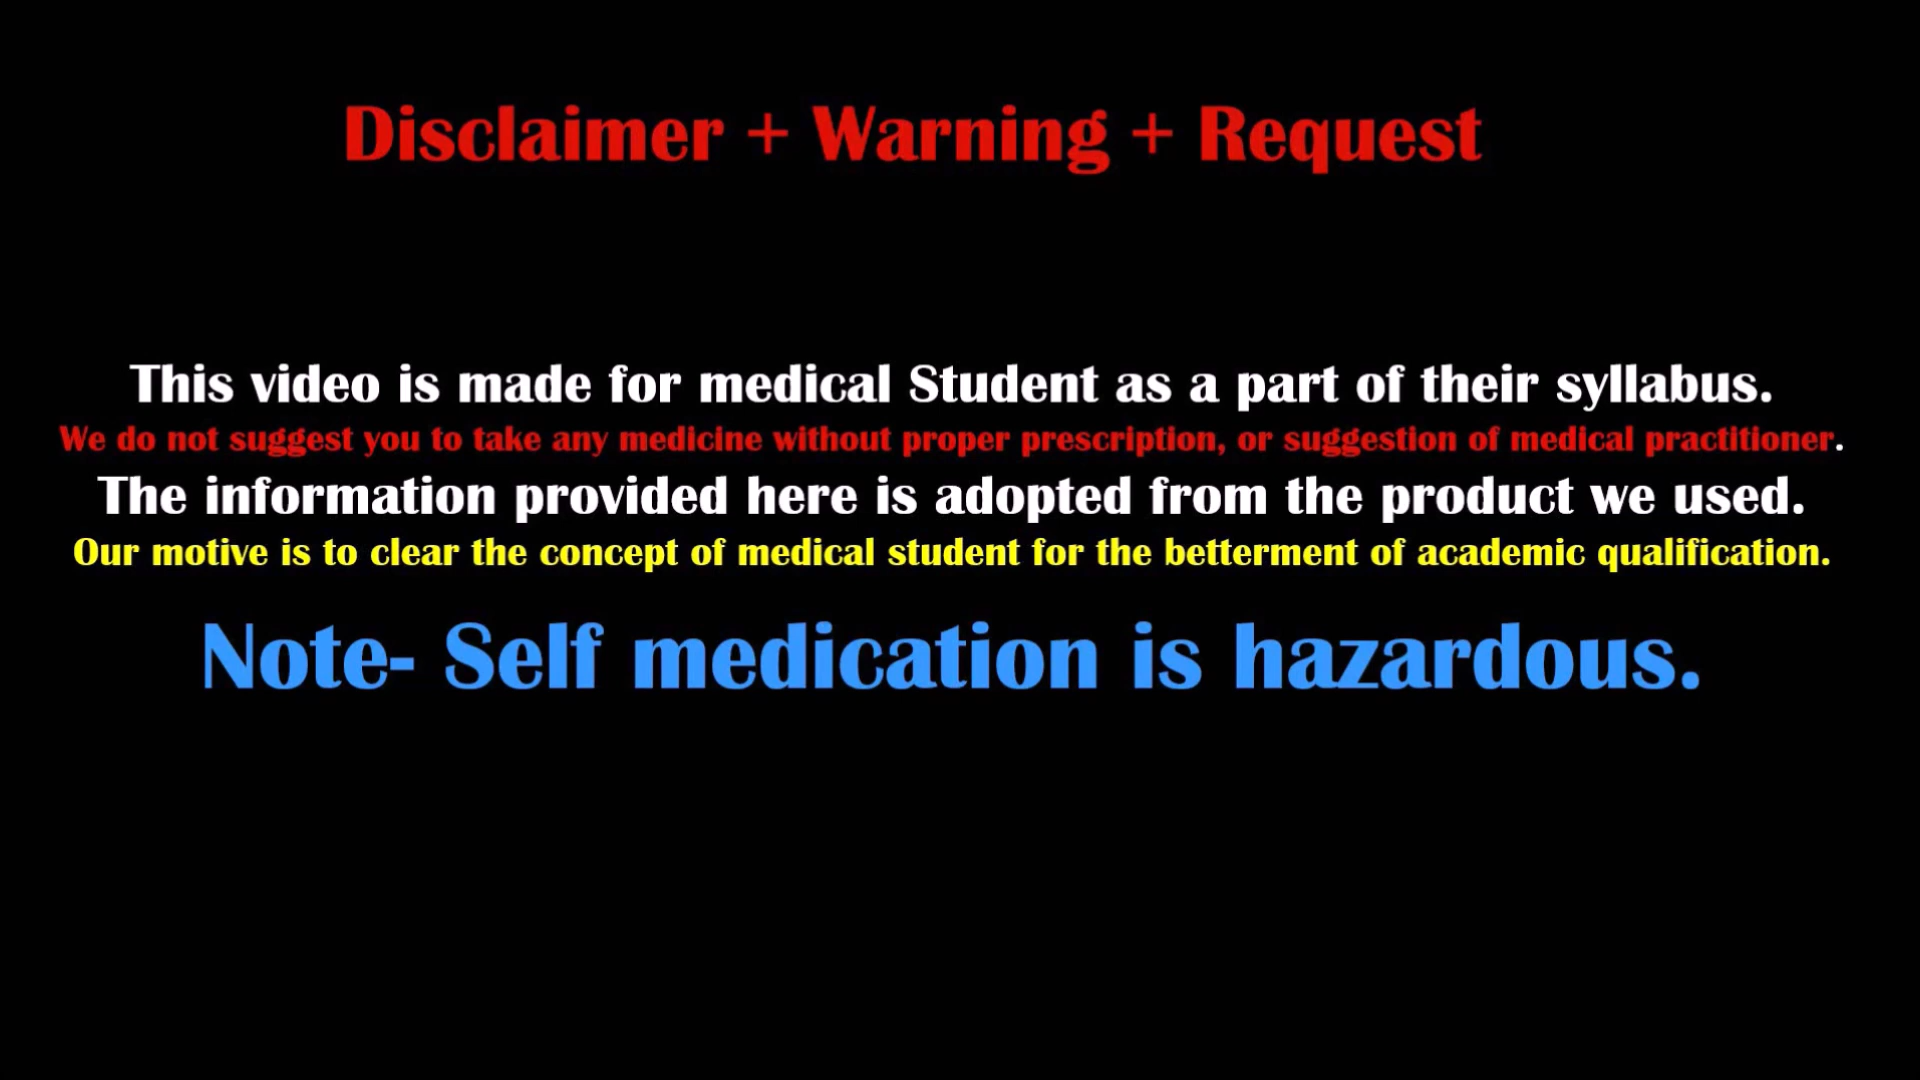 Disclaimer + Warning + Request
This video is made for medical Student as a part of their syllabus.
We do not suggest you to take any medicine without proper prescription, or suggestion of medical practitioner.
The information provided here is adopted from the product we used.
Our motive is to clear the concept of medical student for the betterment of academic qualification.
Note- Self medication is hazardous.